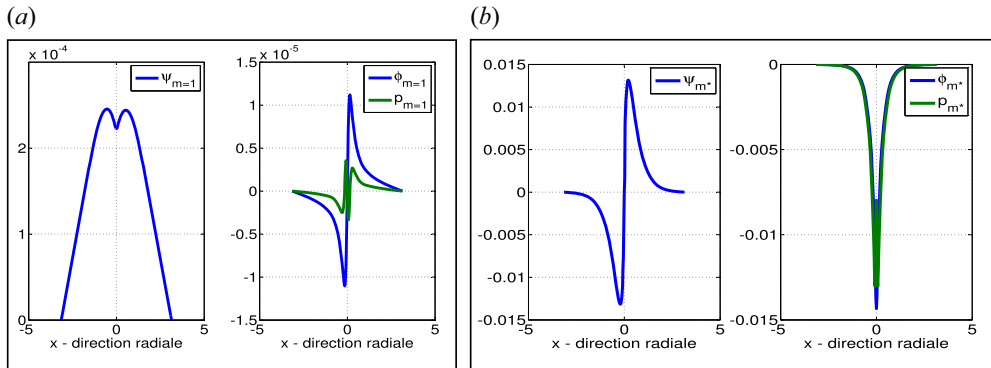 (a)
(b)
x 10⁻⁴
2
1
0
-5
0
5
x - direction radiale
ψm=1
x 10⁻⁵
1
0.5
0
-0.5
-1
-1.5
-5
0
5
x - direction radiale
ϕm=1
pm=1
0.015
0.01
0.005
0
-0.005
-0.01
-0.015
-5
0
5
x - direction radiale
ψm*
0
-0.005
-0.01
-0.015
-5
0
5
x - direction radiale
ϕm*
pm*